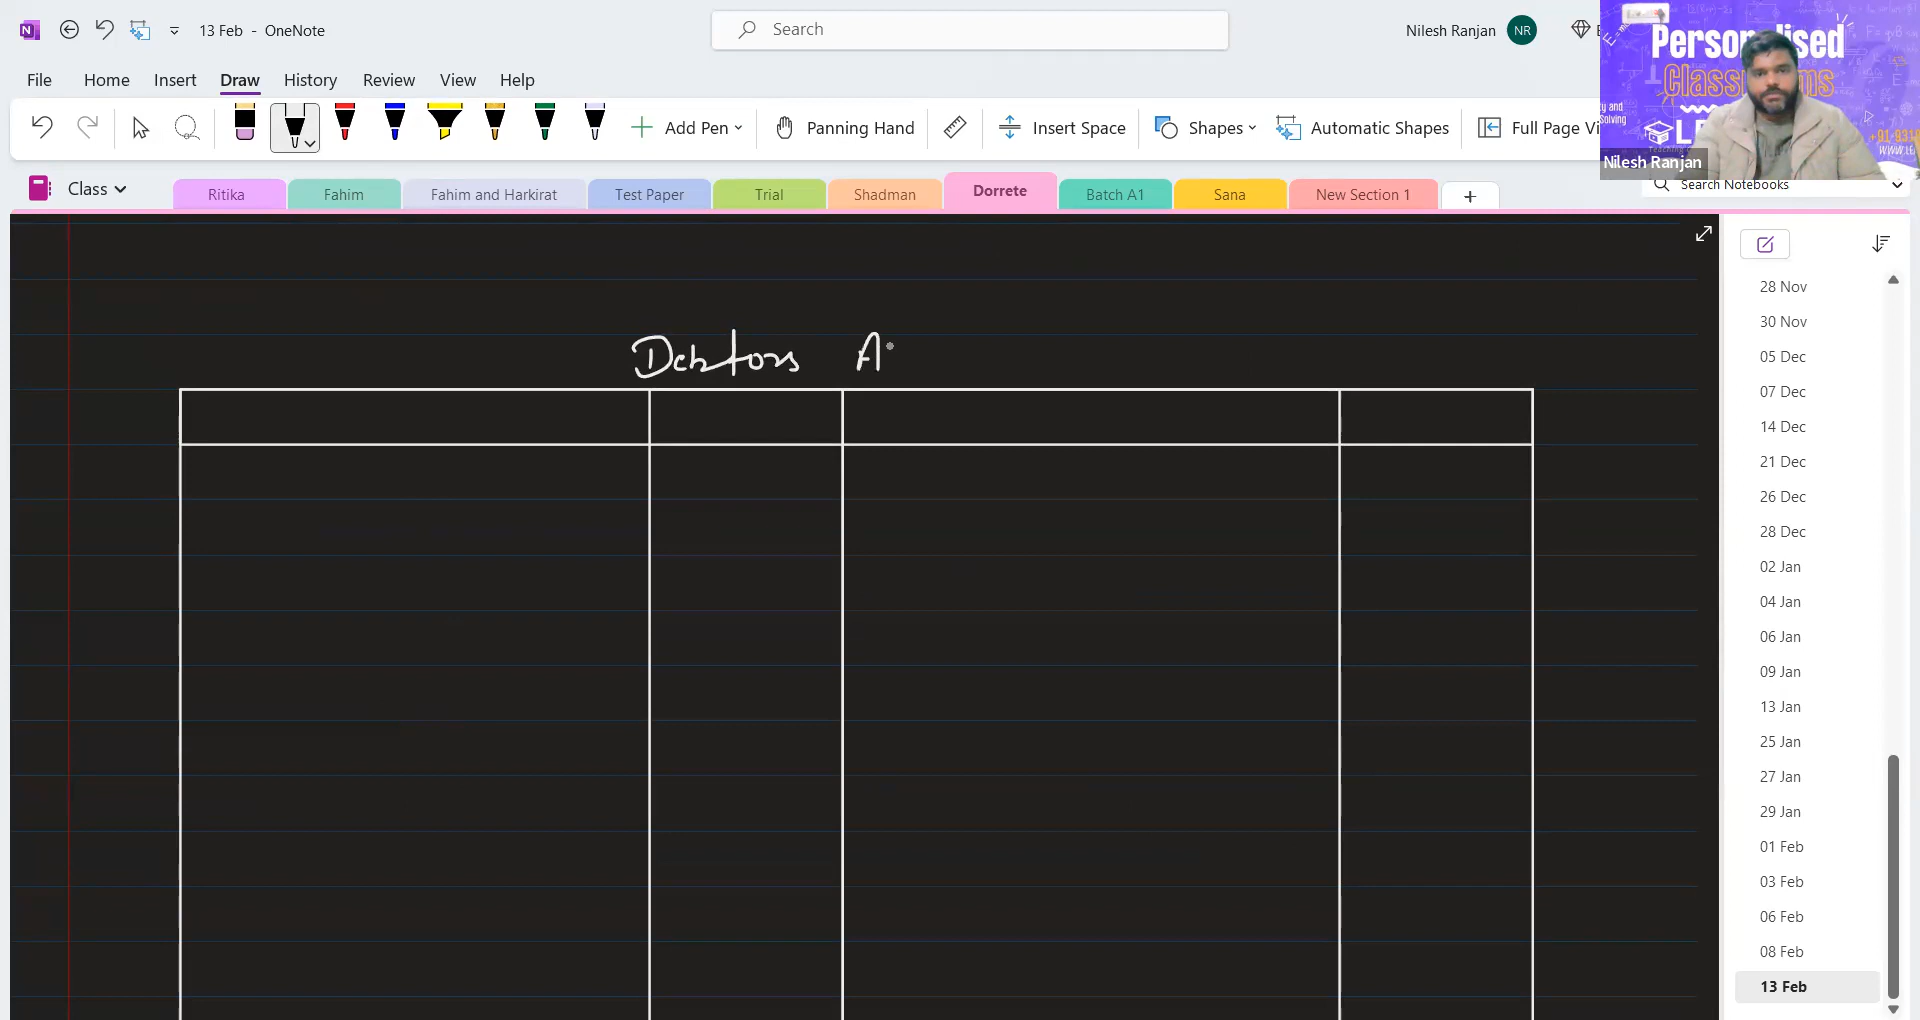 13 Feb - OneNote
Search
Nilesh Ranjan NR
File Home Insert Draw History Review View Help
Add Pen Panning Hand Insert Space Shapes Automatic Shapes Full Page Vi
Class Ritika Fahim Fahim and Harkirat Test Paper Trial Shadman Dorrete Batch A1 Sana New Section 1
Search Notebooks
Personalised
Nilesh Ranjan
Debtors A
28 Nov
30 Nov
05 Dec
07 Dec
14 Dec
21 Dec
26 Dec
28 Dec
02 Jan
04 Jan
06 Jan
09 Jan
13 Jan
25 Jan
27 Jan
29 Jan
01 Feb
03 Feb
06 Feb
08 Feb
13 Feb